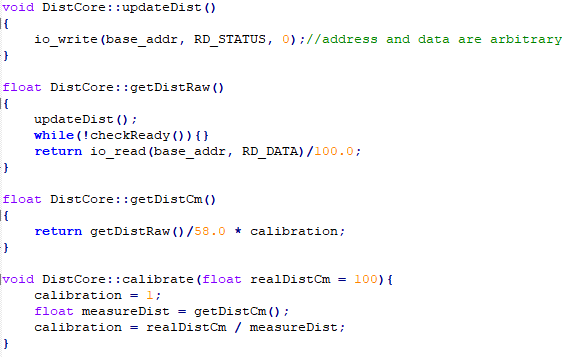 void DistCore::updateDist()
{
    io_write(base_addr, RD_STATUS, 0);//address and data are arbitrary
}
float DistCore::getDistRaw()
{
    updateDist();
    while(!checkReady()){}
    return io_read(base_addr, RD_DATA)/100.0;
}
float DistCore::getDistCm()
{
    return getDistRaw()/58.0 * calibration;
}
void DistCore::calibrate(float realDistCm = 100){
    calibration = 1;
    float measureDist = getDistCm();
    calibration = realDistCm / measureDist;
}